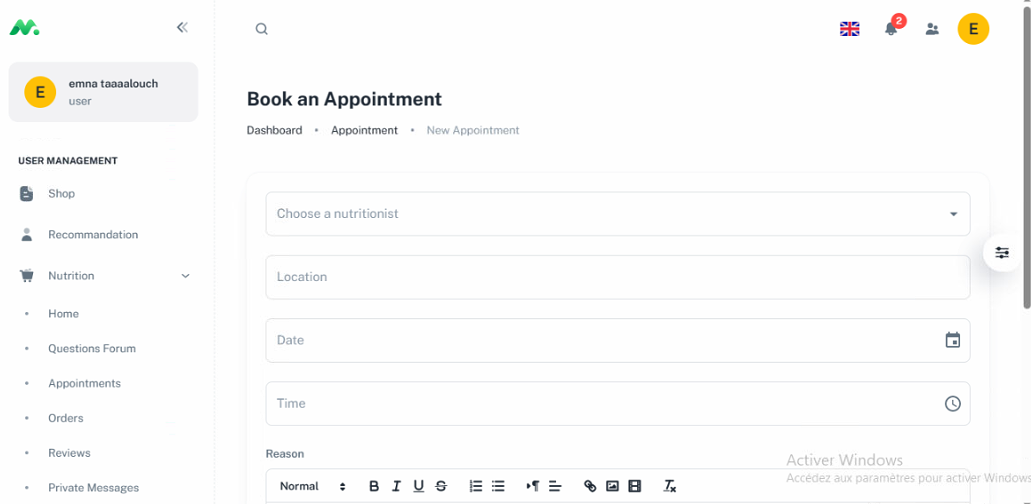 2
E
E
emna taaaalouch
user
Book an Appointment
Dashboard • Appointment • New Appointment
USER MANAGEMENT
Shop
Recommandation
Nutrition
• Home
• Questions Forum
• Appointments
• Orders
• Reviews
• Private Messages
Choose a nutritionist
Location
Date
Time
Reason
Normal B I U S
Activer Windows
Accédez aux paramètres pour activer Windows